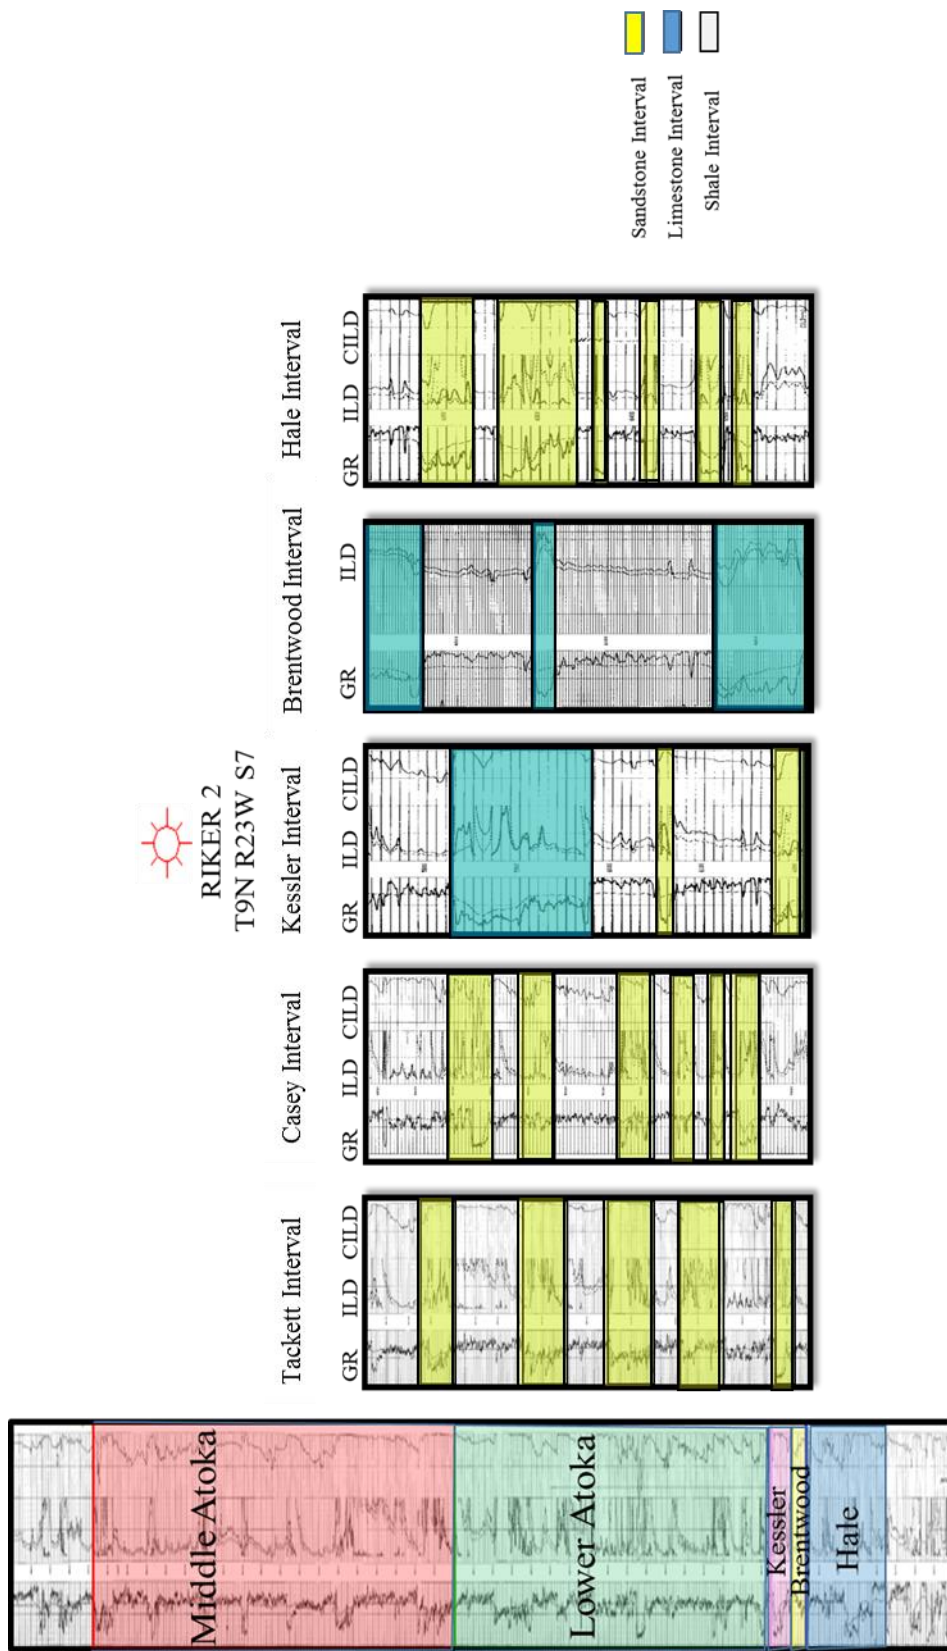 RIKER 2
T9N R23W S7
Tackett Interval
GR ILD CILD
Casey Interval
GR ILD CILD
Kessler Interval
GR ILD CILD
Brentwood Interval
GR ILD
Hale Interval
GR ILD CILD
Middle Atoka
Lower Atoka
Kessler
Brentwood
Hale
Sandstone Interval
Limestone Interval
Shale Interval